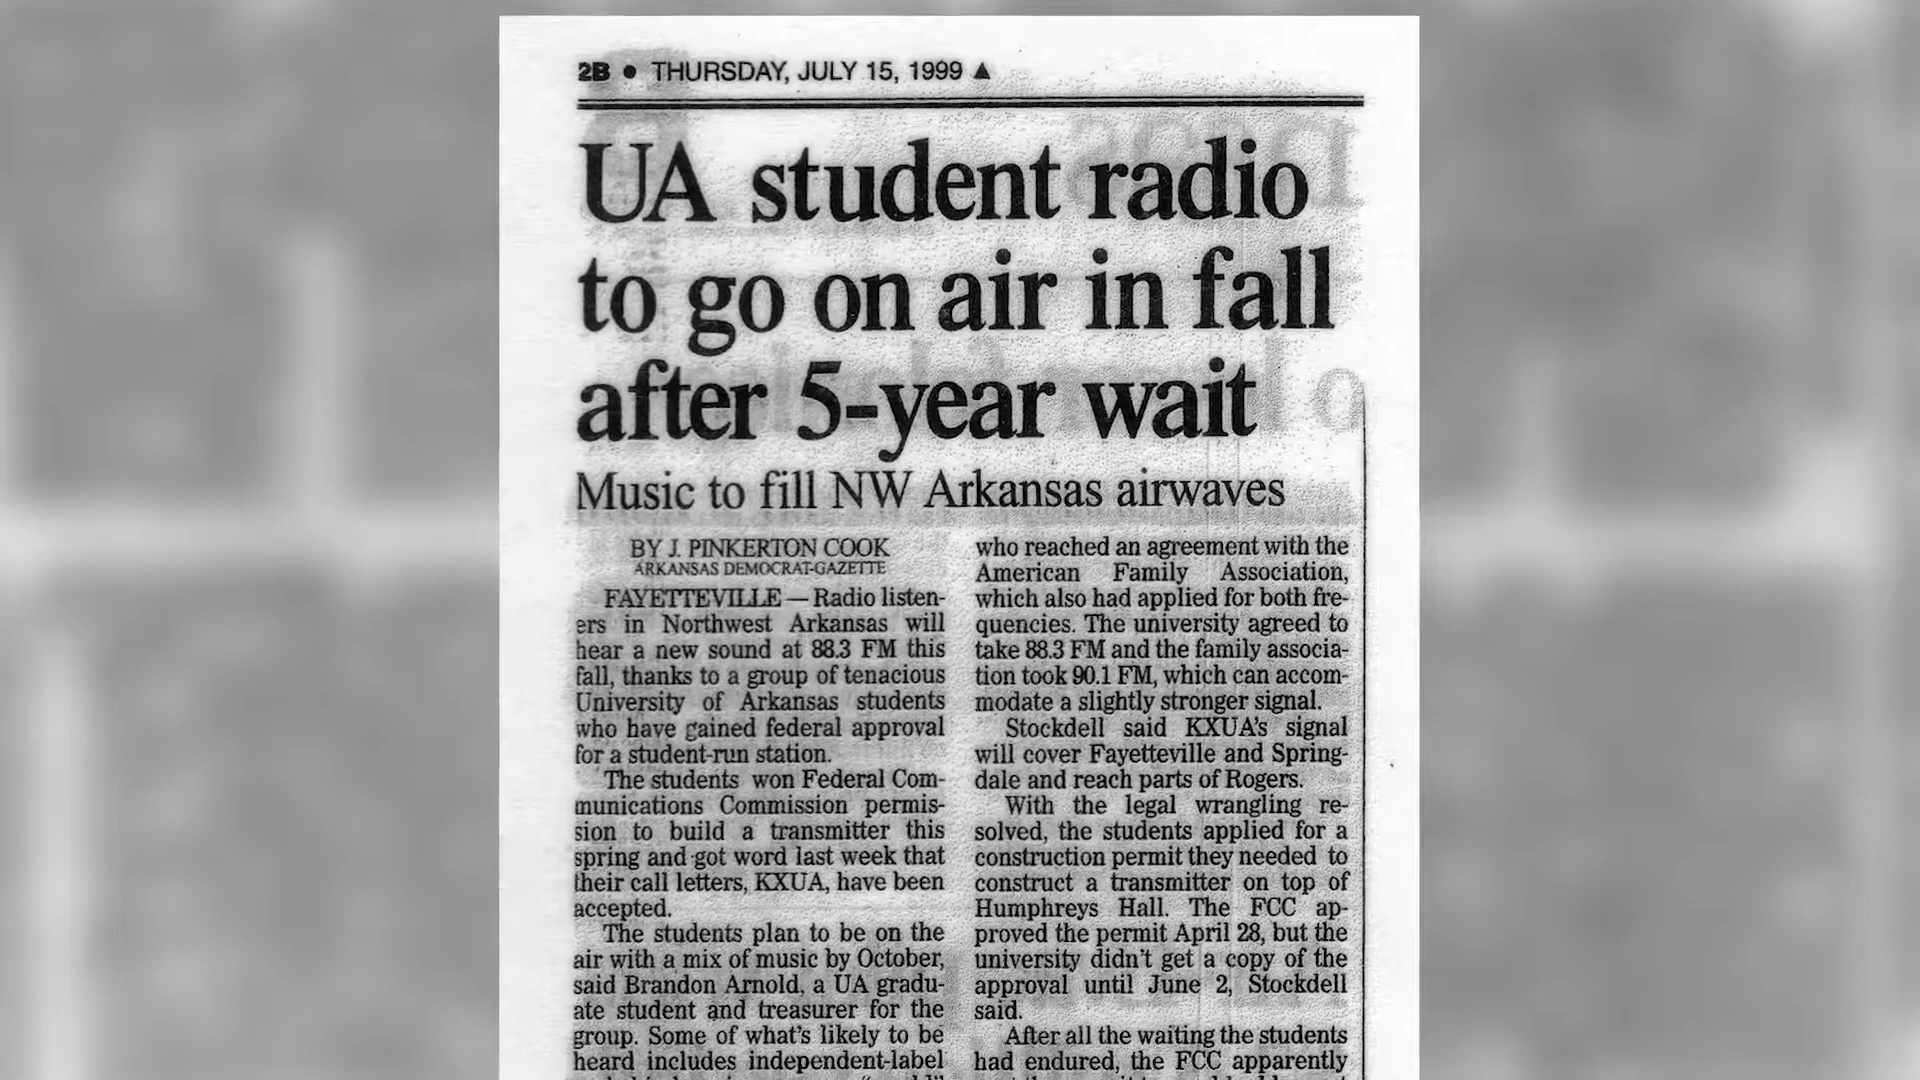 2B • THURSDAY, JULY 15, 1999 ▲
UA student radio
to go on air in fall
after 5-year wait
Music to fill NW Arkansas airwaves
BY J. PINKERTON COOK
ARKANSAS DEMOCRAT-GAZETTE
FAYETTEVILLE — Radio listen-
ers in Northwest Arkansas will
hear a new sound at 88.3 FM this
fall, thanks to a group of tenacious
University of Arkansas students
who have gained federal approval
for a student-run station.
The students won Federal Com-
munications Commission permis-
sion to build a transmitter this
spring and got word last week that
their call letters, KXUA, have been
accepted.
The students plan to be on the
air with a mix of music by October,
said Brandon Arnold, a UA gradu-
ate student and treasurer for the
group. Some of what's likely to be
heard includes independent-label
who reached an agreement with the
American Family Association,
which also had applied for both fre-
quencies. The university agreed to
take 88.3 FM and the family associa-
tion took 90.1 FM, which can accom-
modate a slightly stronger signal.
Stockdell said KXUA's signal
will cover Fayetteville and Spring-
dale and reach parts of Rogers.
With the legal wrangling re-
solved, the students applied for a
construction permit they needed to
construct a transmitter on top of
Humphreys Hall. The FCC ap-
proved the permit April 28, but the
university didn't get a copy of the
approval until June 2, Stockdell
said.
After all the waiting the students
had endured, the FCC apparently